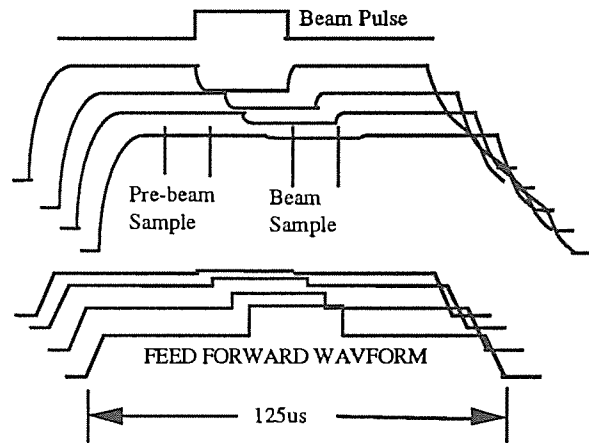 Beam Pulse
Pre-beam
Sample
Beam
Sample
FEED FORWARD WAVFORM
125us